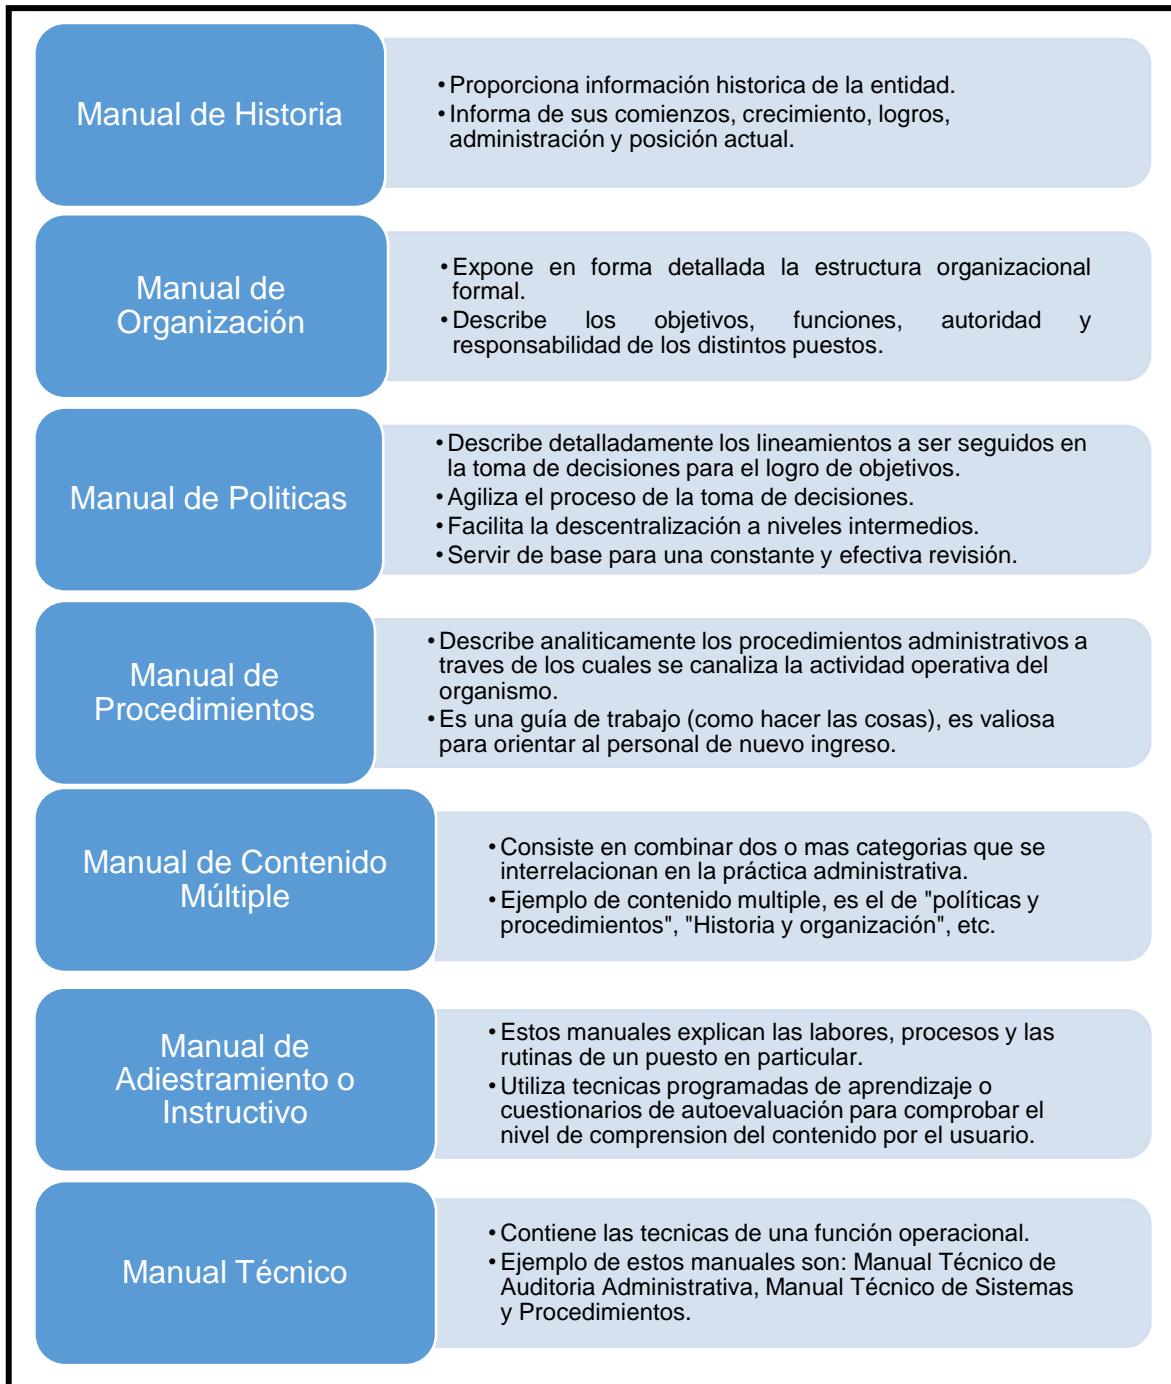 Manual de Historia
• Proporciona información historica de la entidad.
• Informa de sus comienzos, crecimiento, logros,
administración y posición actual.
Manual de
Organización
• Expone en forma detallada la estructura organizacional
formal.
• Describe los objetivos, funciones, autoridad y
responsabilidad de los distintos puestos.
Manual de Politicas
• Describe detalladamente los lineamientos a ser seguidos en
la toma de decisiones para el logro de objetivos.
• Agiliza el proceso de la toma de decisiones.
• Facilita la descentralización a niveles intermedios.
• Servir de base para una constante y efectiva revisión.
Manual de
Procedimientos
• Describe analiticamente los procedimientos administrativos a
traves de los cuales se canaliza la actividad operativa del
organismo.
• Es una guía de trabajo (como hacer las cosas), es valiosa
para orientar al personal de nuevo ingreso.
Manual de Contenido
Múltiple
• Consiste en combinar dos o mas categorias que se
interrelacionan en la práctica administrativa.
• Ejemplo de contenido multiple, es el de "políticas y
procedimientos", "Historia y organización", etc.
Manual de
Adiestramiento o
Instructivo
• Estos manuales explican las labores, procesos y las
rutinas de un puesto en particular.
• Utiliza tecnicas programadas de aprendizaje o
cuestionarios de autoevaluación para comprobar el
nivel de comprension del contenido por el usuario.
Manual Técnico
• Contiene las tecnicas de una función operacional.
• Ejemplo de estos manuales son: Manual Técnico de
Auditoria Administrativa, Manual Técnico de Sistemas
y Procedimientos.